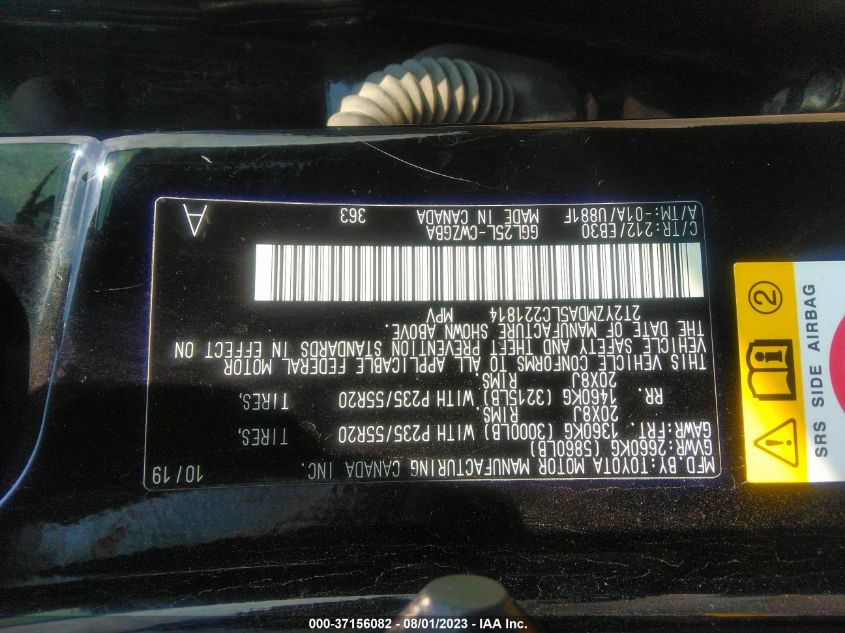 MFD.BY:TOYOTA MOTOR MANUFACTURING CANADA INC. 10/19
GVWR:2660KG (5860LB)
GAWR:FRT. 1360KG (3000LB) WITH P235/55R20 TIRES,
20X8J RIMS
RR. 1460KG (3215LB) WITH P235/55R20 TIRES,
20X8J RIMS
THIS VEHICLE CONFORMS TO ALL APPLICABLE FEDERAL MOTOR
VEHICLE SAFETY AND THEFT PREVENTION STANDARDS IN EFFECT ON
THE DATE OF MANUFACTURE SHOWN ABOVE.
2T2YZMDA5LC221814 MPV
C/TR:212/EB30 GGL25L-CWZGBA
A/TM:-01A/U881F MADE IN CANADA 363 A
2
SRS SIDE AIRBAG
000-37156082 - 08/01/2023 - IAA Inc.